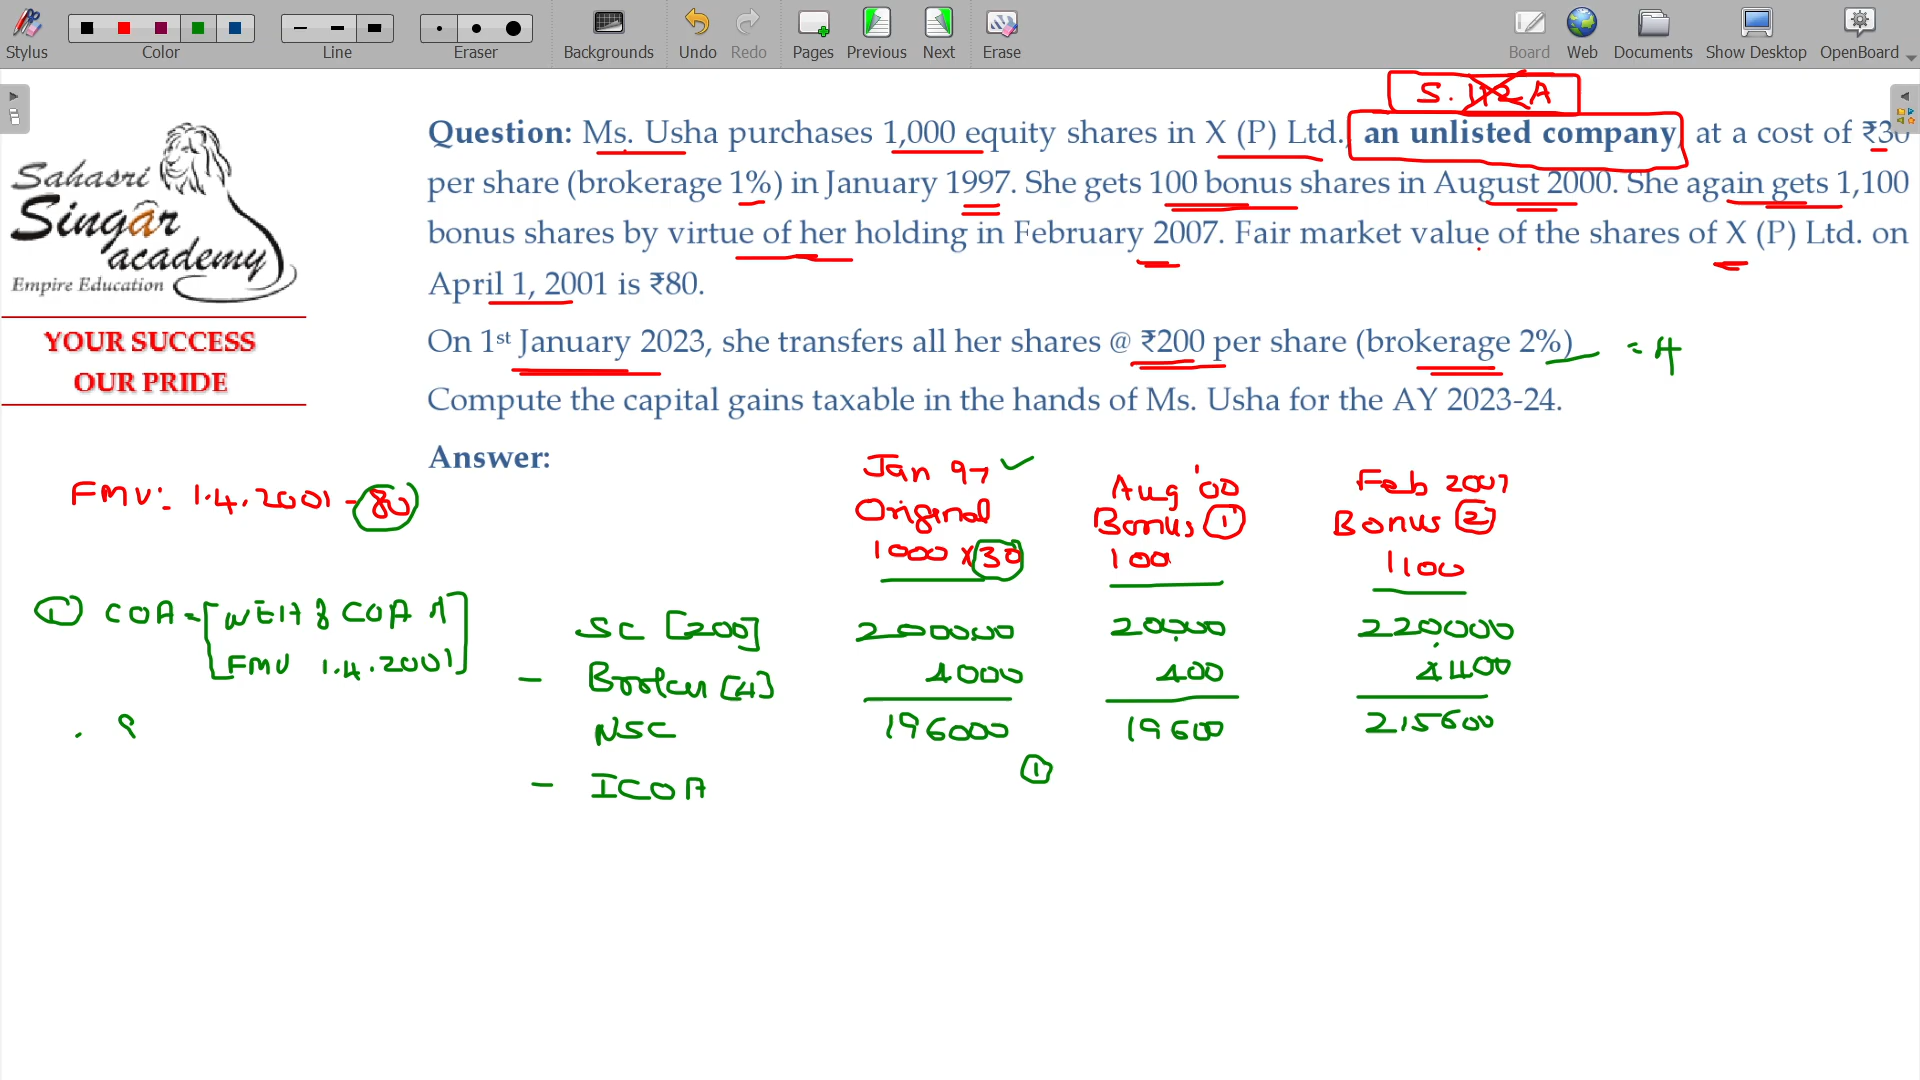 Stylus Color Line Eraser Backgrounds Undo Redo Pages Previous Next Erase Board Web Documents Show Desktop OpenBoard
S. 112A
Question: Ms. Usha purchases 1,000 equity shares in X (P) Ltd., an unlisted company, at a cost of ₹30
per share (brokerage 1%) in January 1997. She gets 100 bonus shares in August 2000. She again gets 1,100
bonus shares by virtue of her holding in February 2007. Fair market value of the shares of X (P) Ltd. on
April 1, 2001 is ₹80.
On 1st January 2023, she transfers all her shares @ ₹200 per share (brokerage 2%) = 4
Compute the capital gains taxable in the hands of Ms. Usha for the AY 2023-24.
Answer:
Sahasri
Singar
academy
Empire Education
YOUR SUCCESS
OUR PRIDE
FMV: 1.4.2001 - 80
Jan 97 Aug '00 Feb 2007
Original Bonus 1 Bonus 2
1000 x 30 100 1100
1 COA = COA
FMV 1.4.2001
SC [200] 200000 20000 220000
- [4] 4000 400 4400
NSC 196000 19600 215600
1
- ICOA